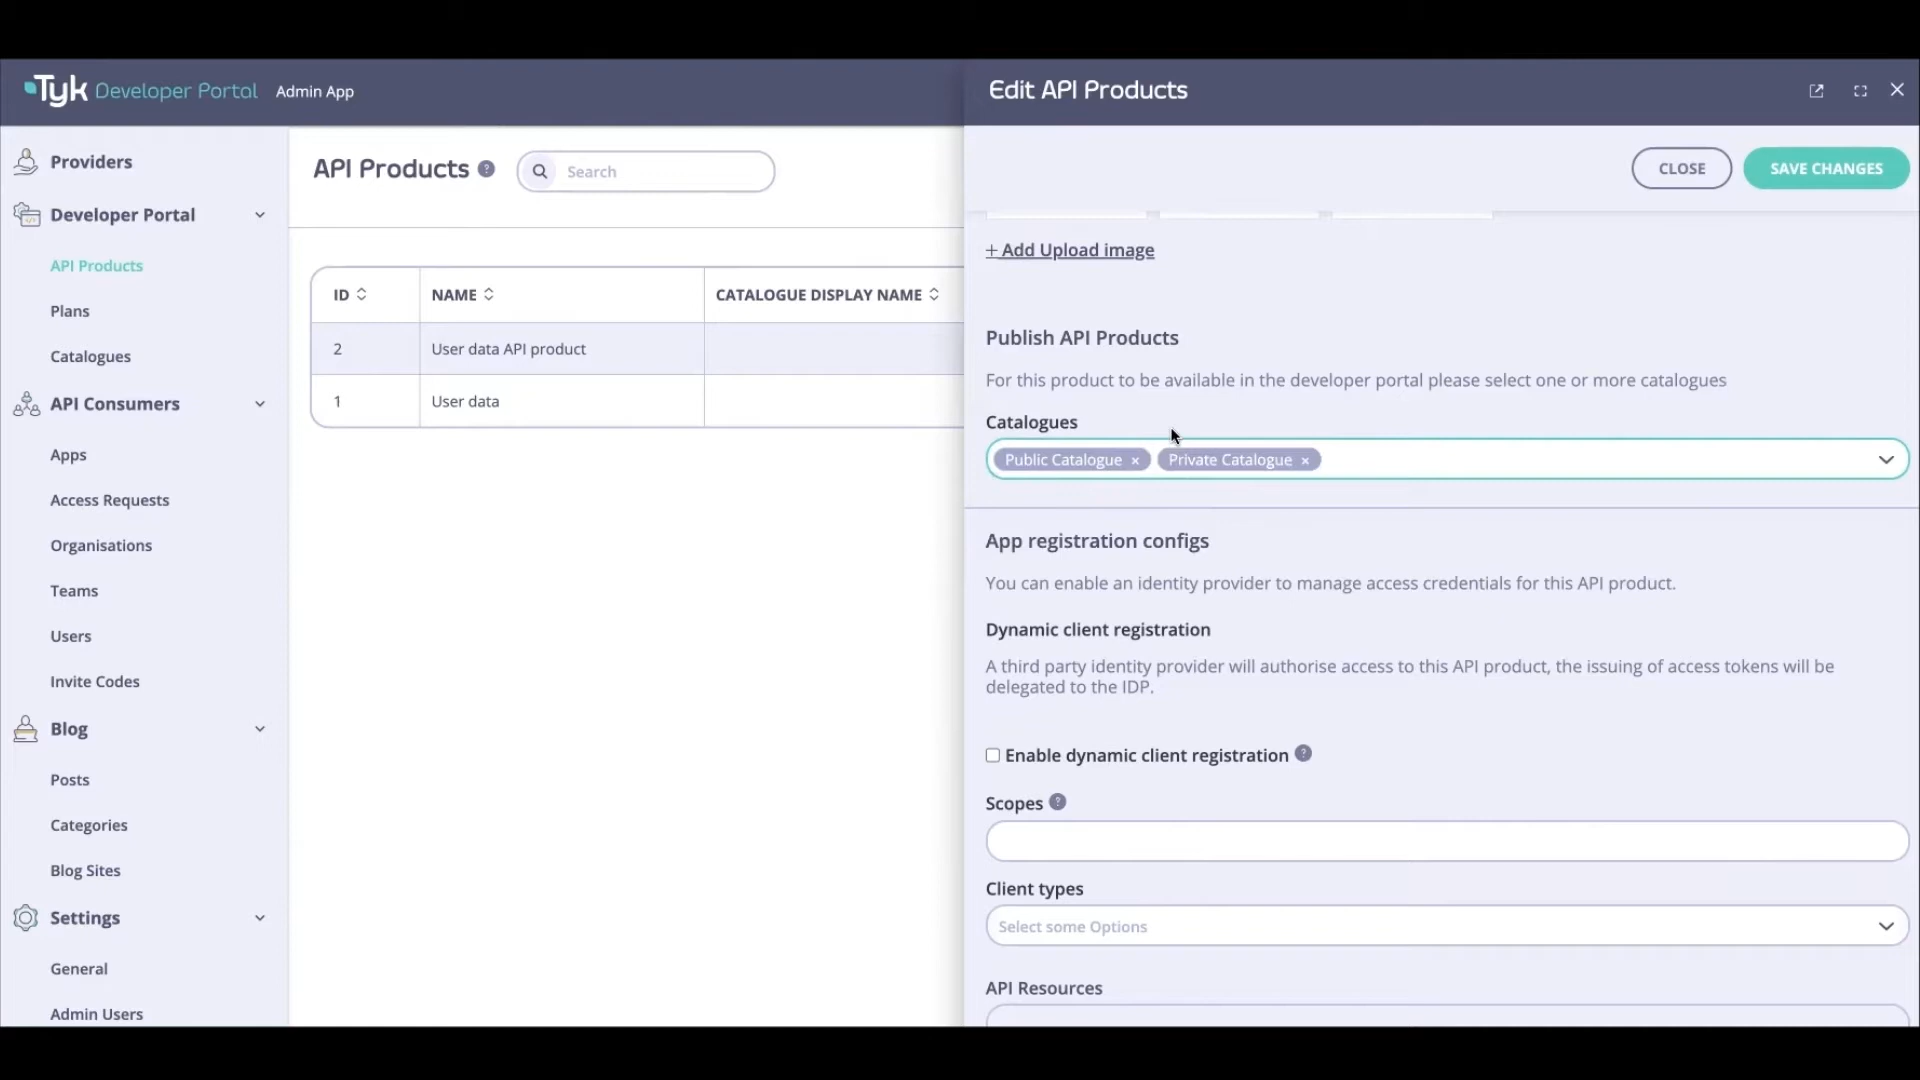 Tyk Developer Portal Admin App
Providers
Developer Portal
API Products
Plans
Catalogues
API Consumers
Apps
Access Requests
Organisations
Teams
Users
Invite Codes
Blog
Posts
Categories
Blog Sites
Settings
General
Admin Users
API Products ?
Search
ID NAME CATALOGUE DISPLAY NAME
2 User data API product
1 User data
Edit API Products
CLOSE SAVE CHANGES
+ Add Upload image
Publish API Products
For this product to be available in the developer portal please select one or more catalogues
Catalogues
Public Catalogue × Private Catalogue ×
App registration configs
You can enable an identity provider to manage access credentials for this API product.
Dynamic client registration
A third party identity provider will authorise access to this API product, the issuing of access tokens will be
delegated to the IDP.
Enable dynamic client registration ?
Scopes ?
Client types
Select some Options
API Resources